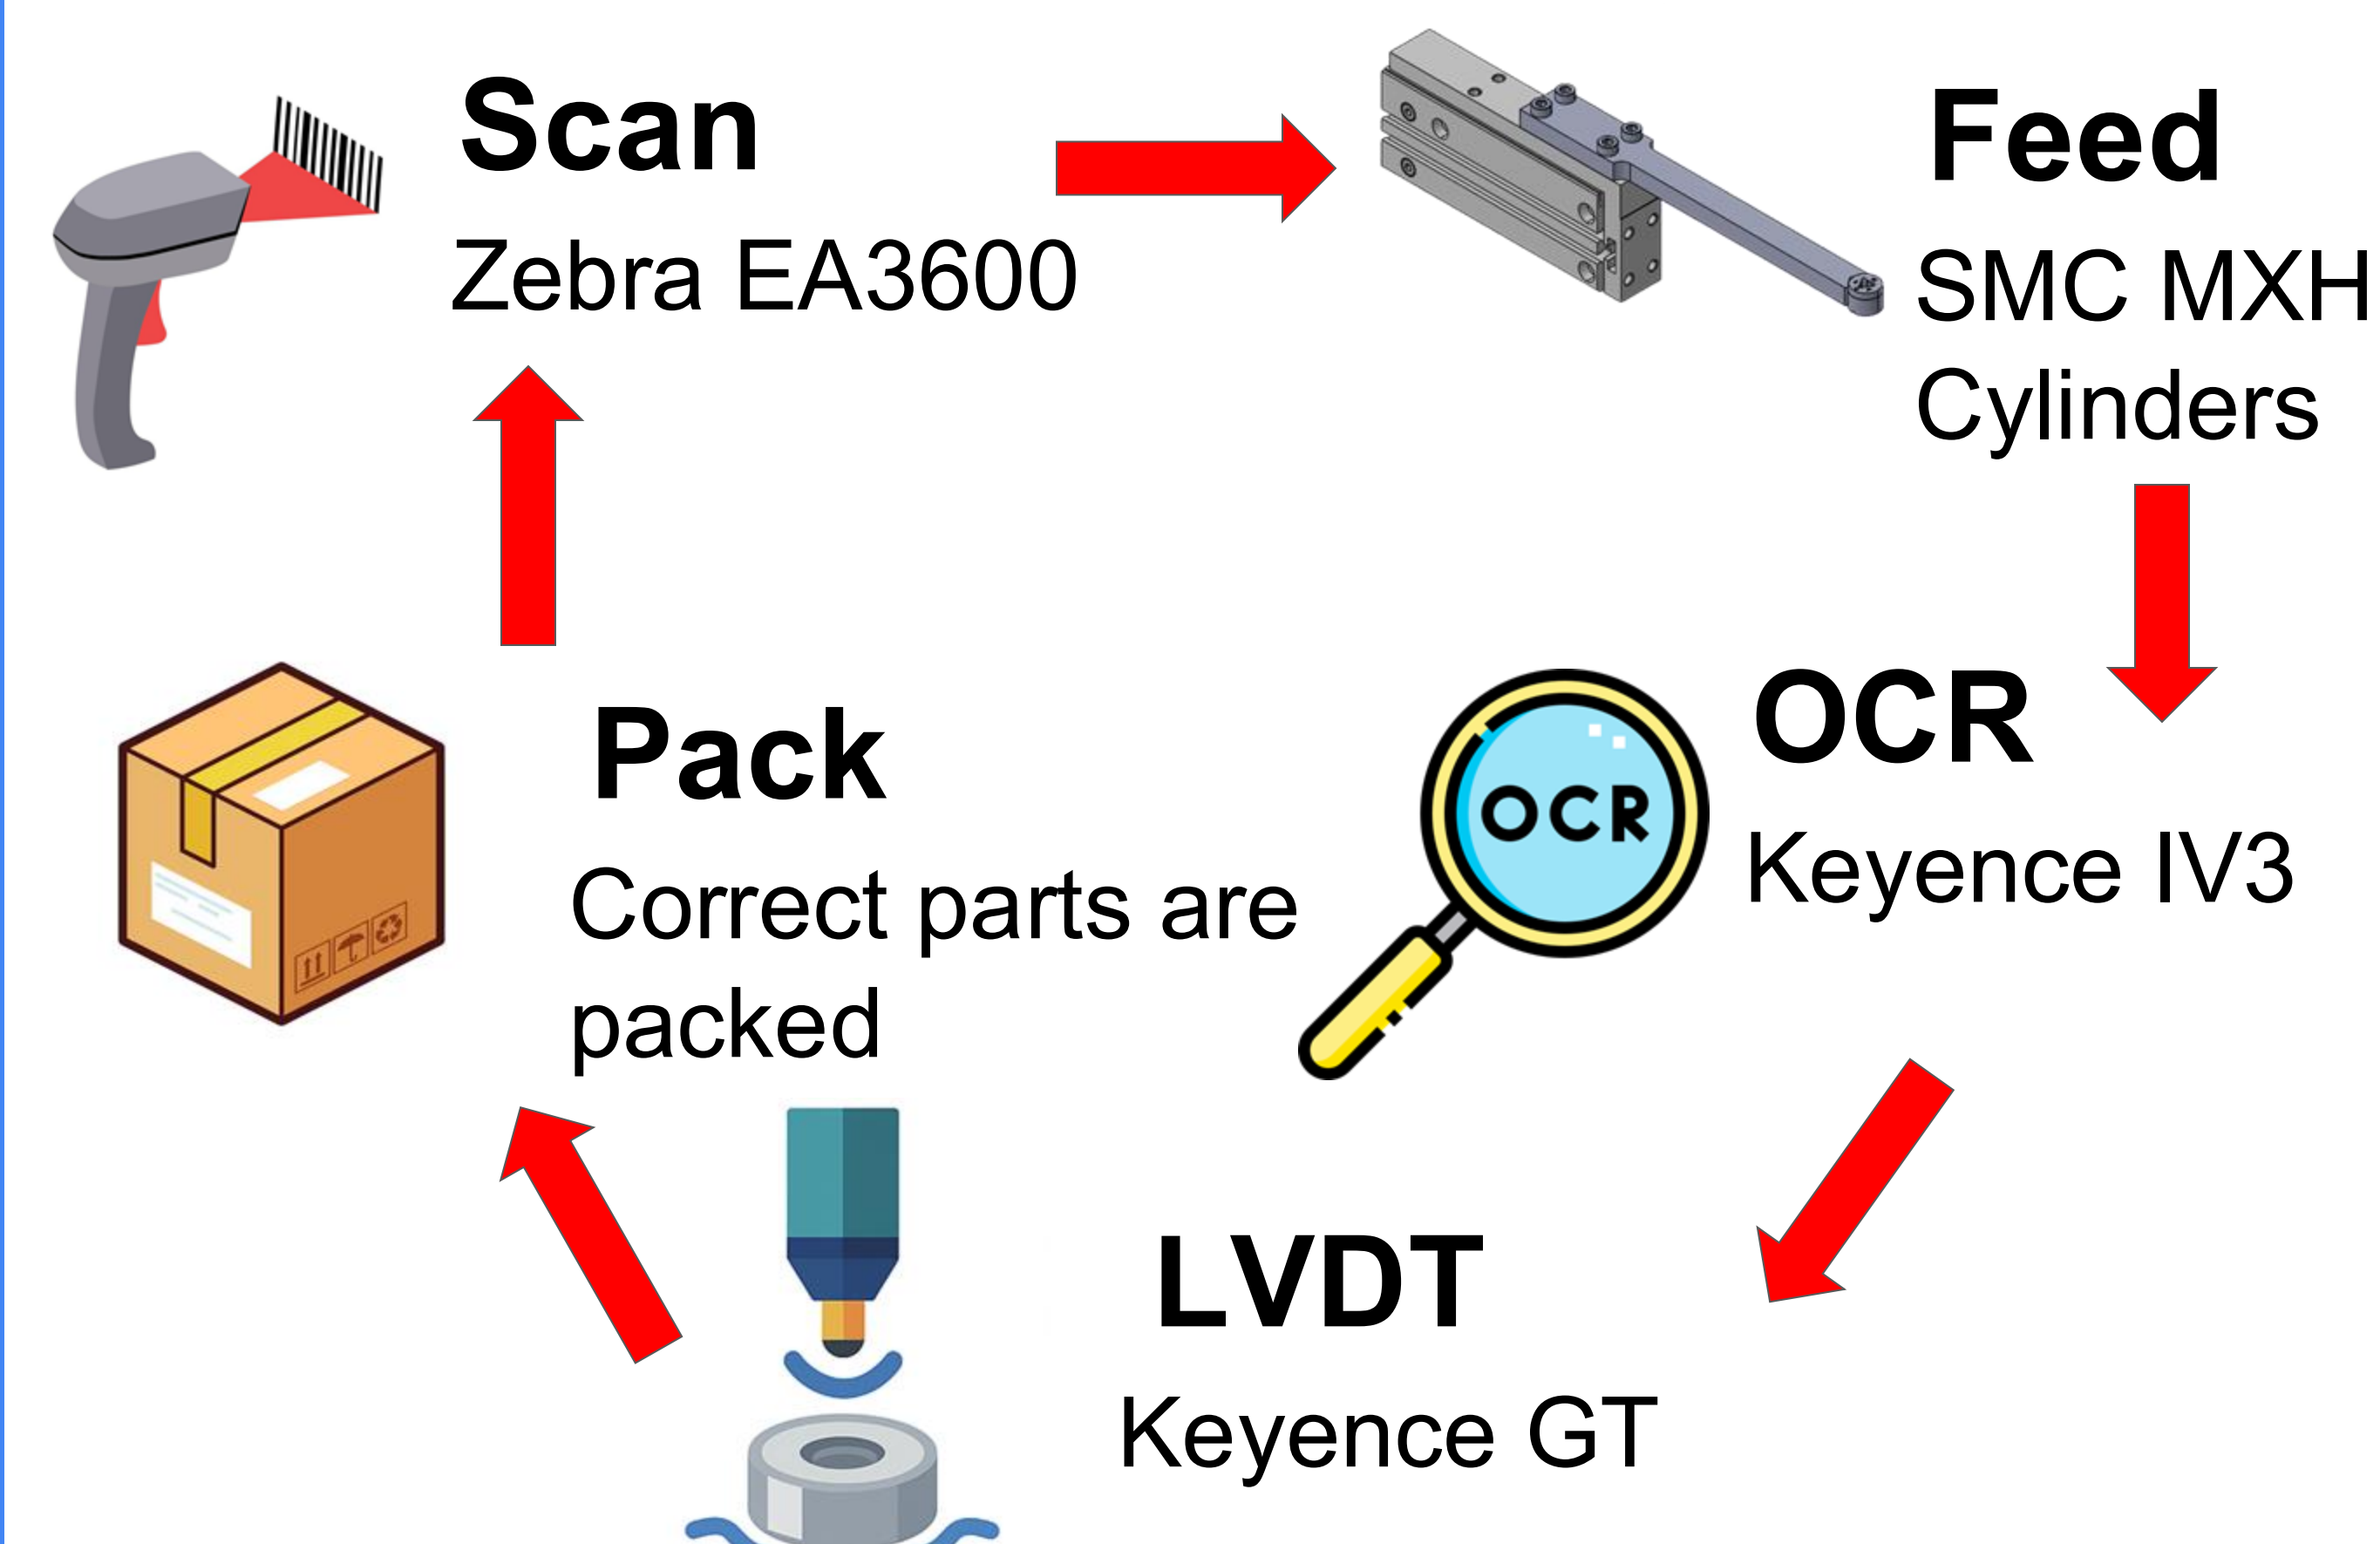 Scan
Zebra EA3600
Feed
SMC MXH
Cylinders
OCR
OCR
Keyence IV3
LVDT
Keyence GT
Pack
Correct parts are
packed